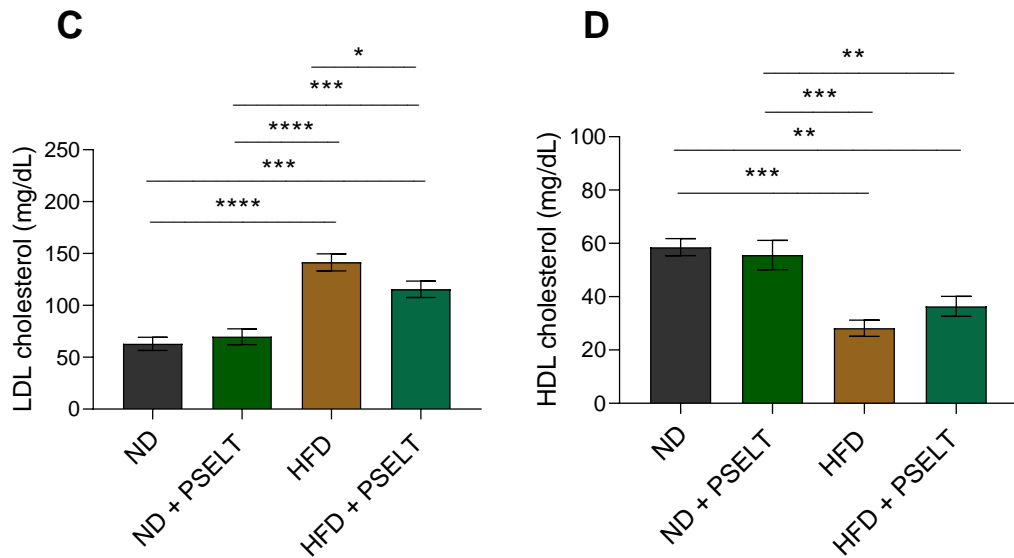 C
*
***
****
***
****
LDL cholesterol (mg/dL)
250
200
150
100
50
0
ND
ND + PSELT
HFD
HFD + PSELT
D
**
***
**
***
HDL cholesterol (mg/dL)
100
80
60
40
20
0
ND
ND + PSELT
HFD
HFD + PSELT